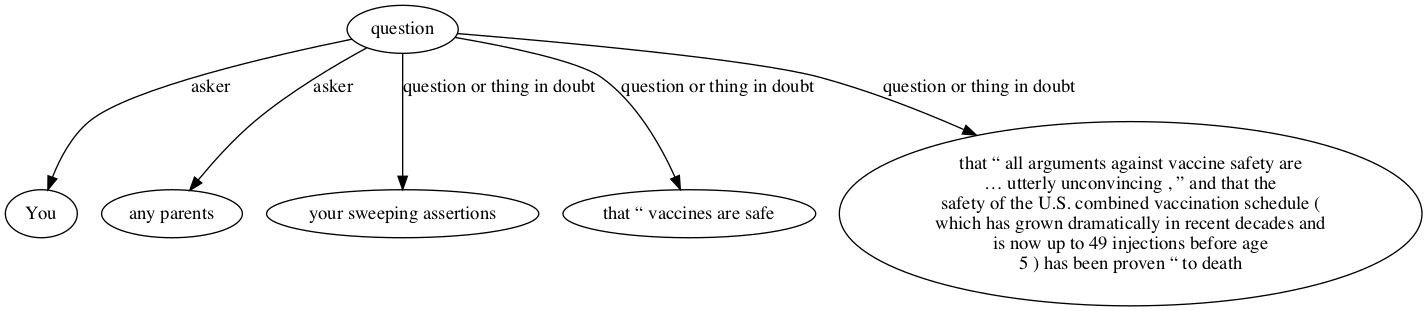 question
asker
asker
question or thing in doubt
question or thing in doubt
question or thing in doubt
You
any parents
your sweeping assertions
that “ vaccines are safe
that “ all arguments against vaccine safety are
… utterly unconvincing , ” and that the
safety of the U.S. combined vaccination schedule (
which has grown dramatically in recent decades and
is now up to 49 injections before age
5 ) has been proven “ to death